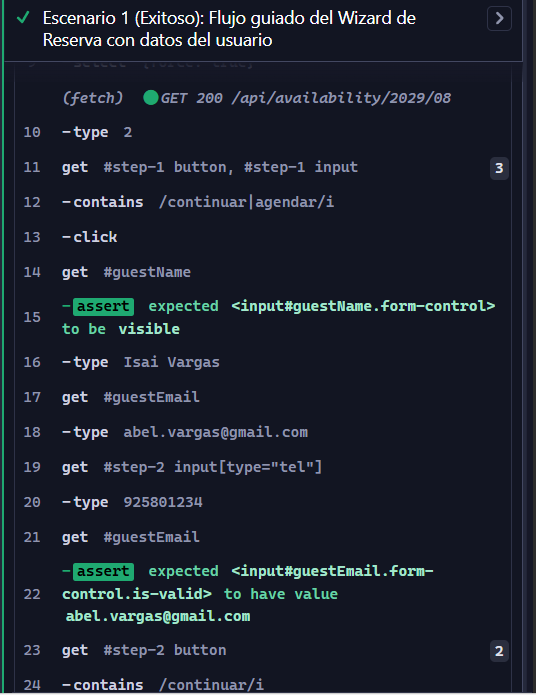 Escenario 1 (Exitoso): Flujo guiado del Wizard de
Reserva con datos del usuario
(fetch) GET 200 /api/availability/2029/08
10 -type 2
11 get #step-1 button, #step-1 input 3
12 -contains /continuar|agendar/i
13 -click
14 get #guestName
15 -assert expected <input#guestName.form-control>
to be visible
16 -type Isai Vargas
17 get #guestEmail
18 -type abel.vargas@gmail.com
19 get #step-2 input[type="tel"]
20 -type 925801234
21 get #guestEmail
22 -assert expected <input#guestEmail.form-
control.is-valid> to have value
abel.vargas@gmail.com
23 get #step-2 button 2
24 -contains /continuar/i